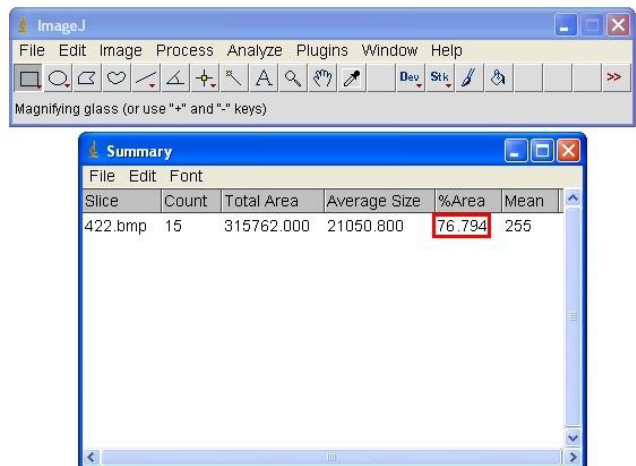 ImageJ
File Edit Image Process Analyze Plugins Window Help
A Dev Stk >>
Magnifying glass (or use "+" and "-" keys)
Summary
File Edit Font
Slice Count Total Area Average Size %Area Mean
422.bmp 15 315762.000 21050.800 76.794 255